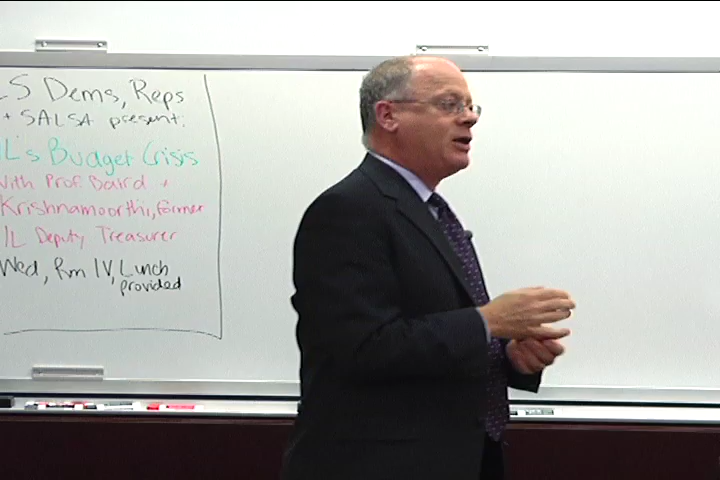 LS Dems, Reps
+ SALSA present:
IL's Budget Crisis
with Prof. Baird +
Krishnamoorthi, former
IL Deputy Treasurer
Wed, Rm IV, Lunch
provided